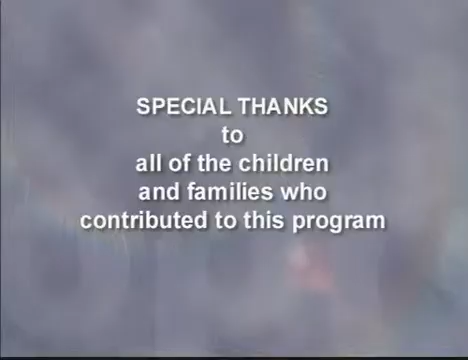 SPECIAL THANKS
to
all of the children
and families who
contributed to this program